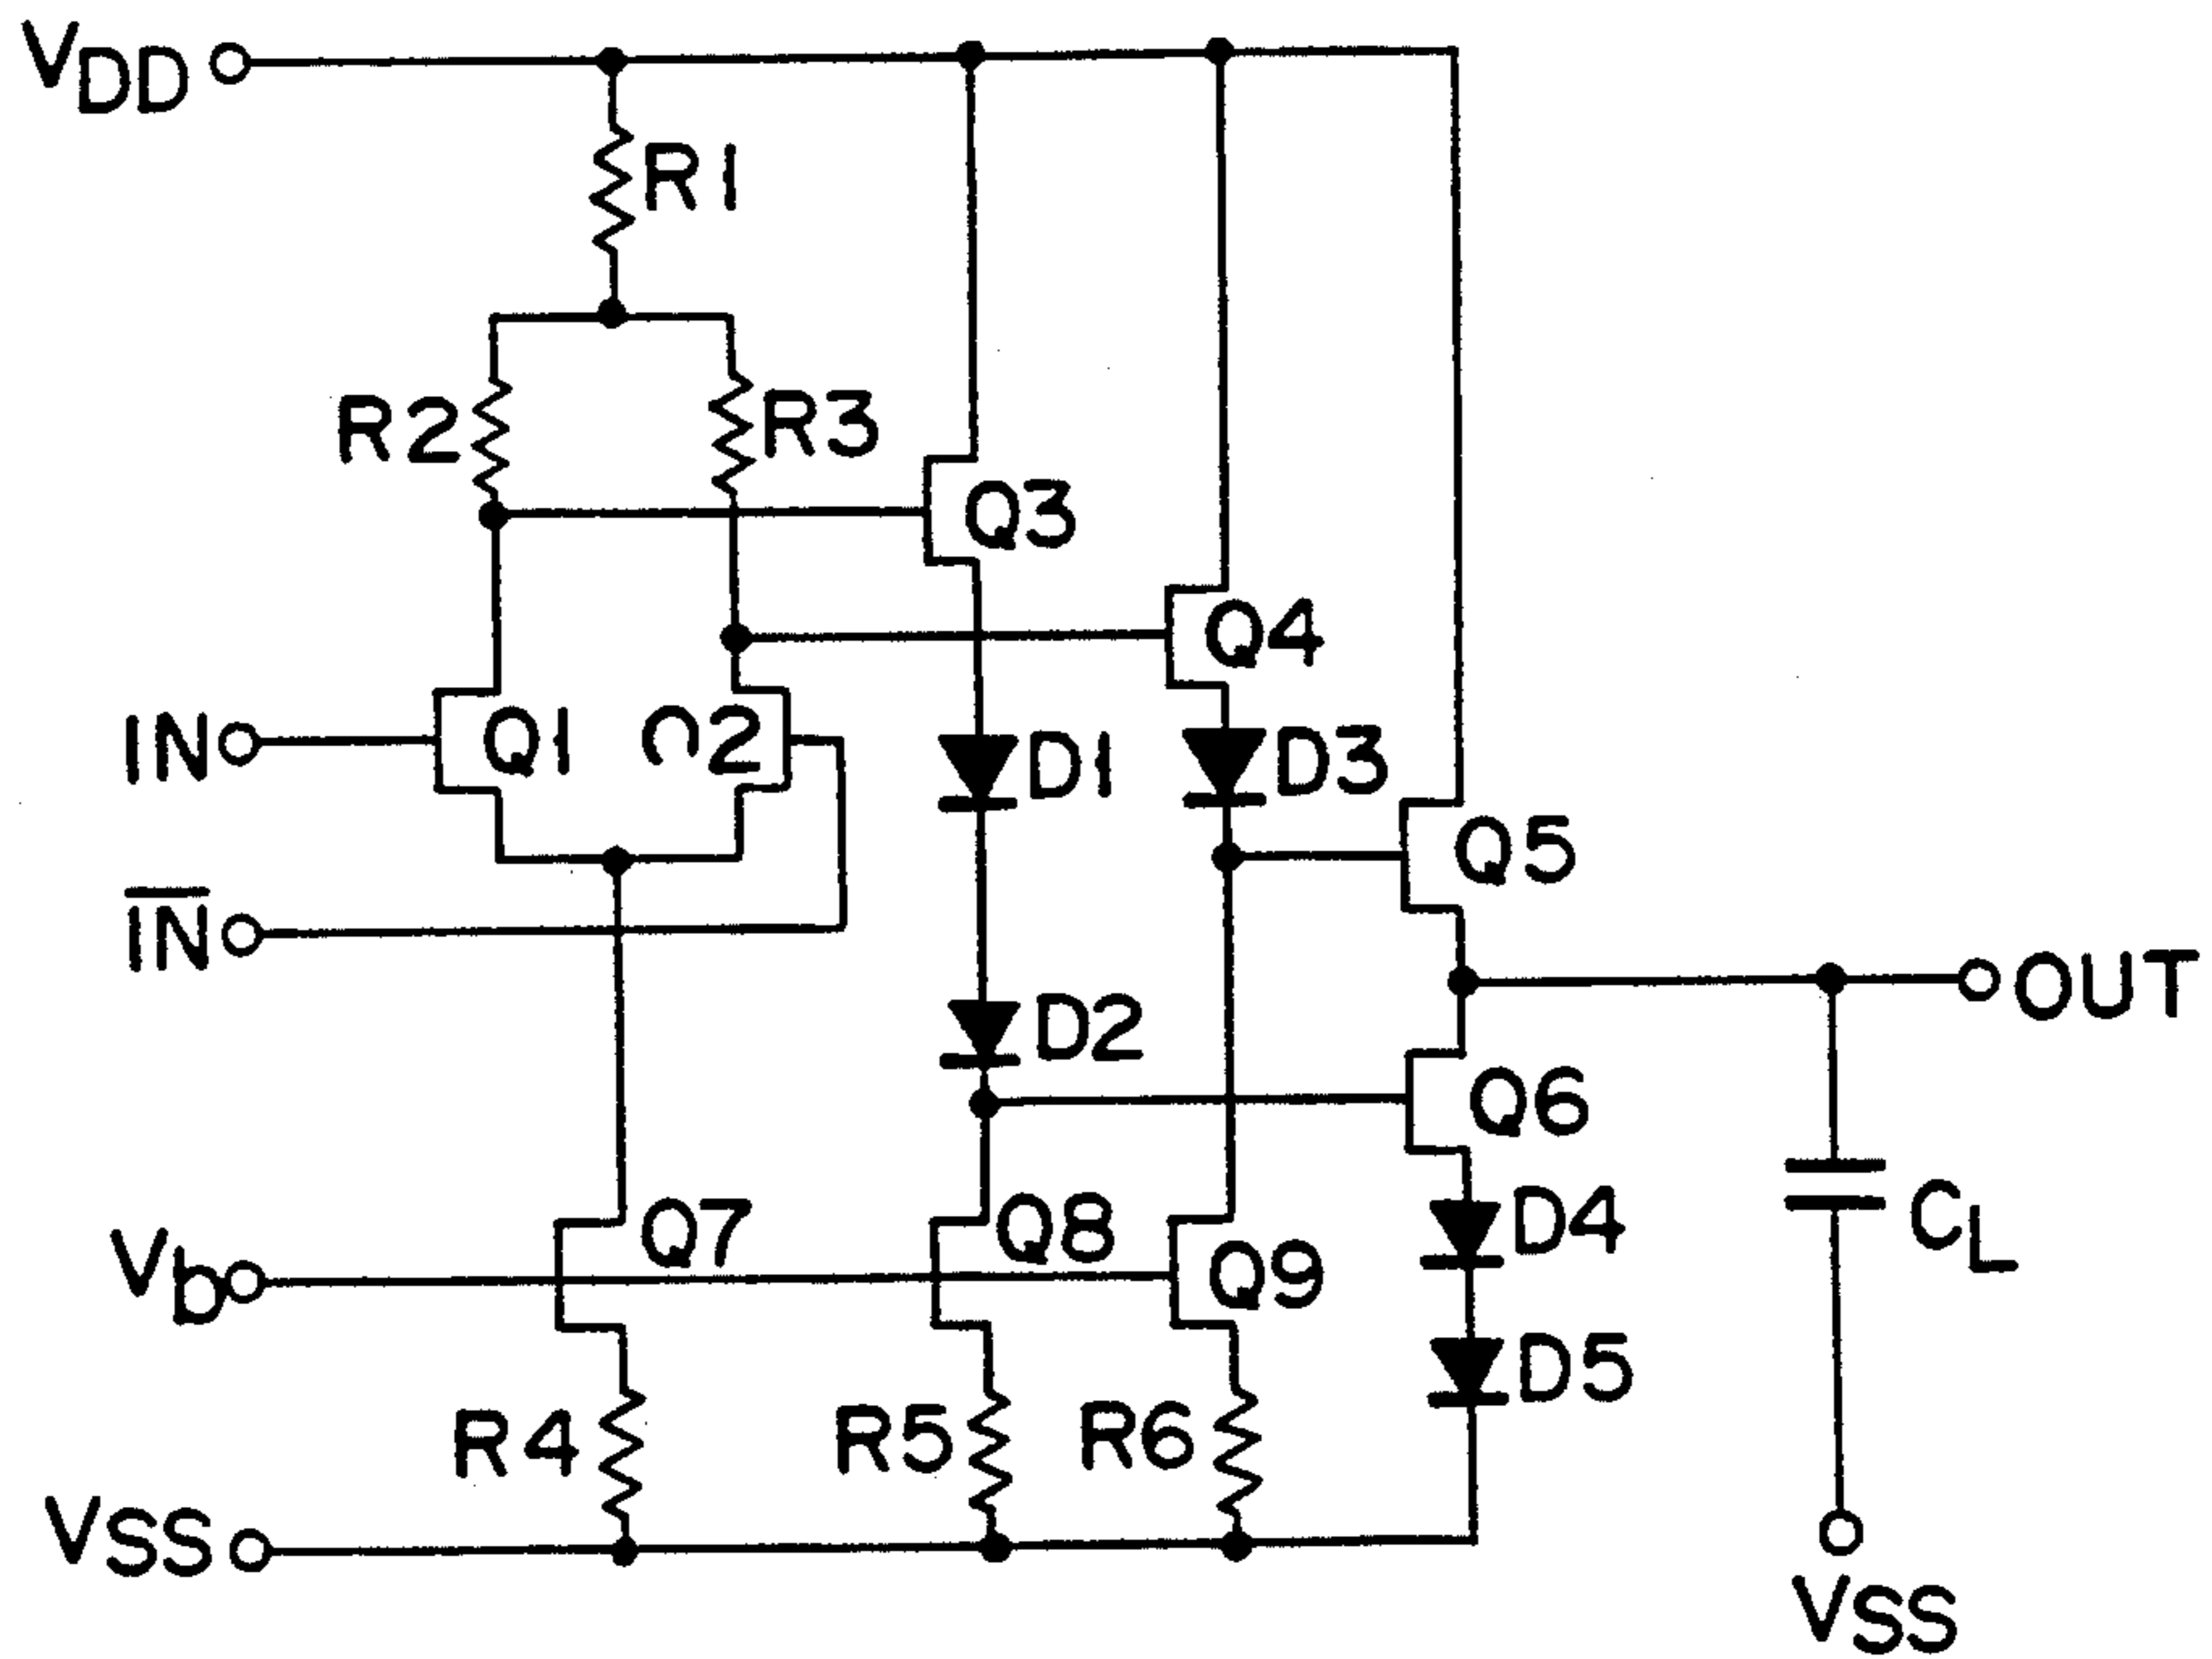 VDD
R1
R2
R3
Q3
Q4
IN
Q1
Q2
D1
D3
Q5
I̅N̅
OUT
D2
Q6
Q7
Q8
Vb
Q9
D4
CL
D5
R4
R5
R6
VSS
VSS